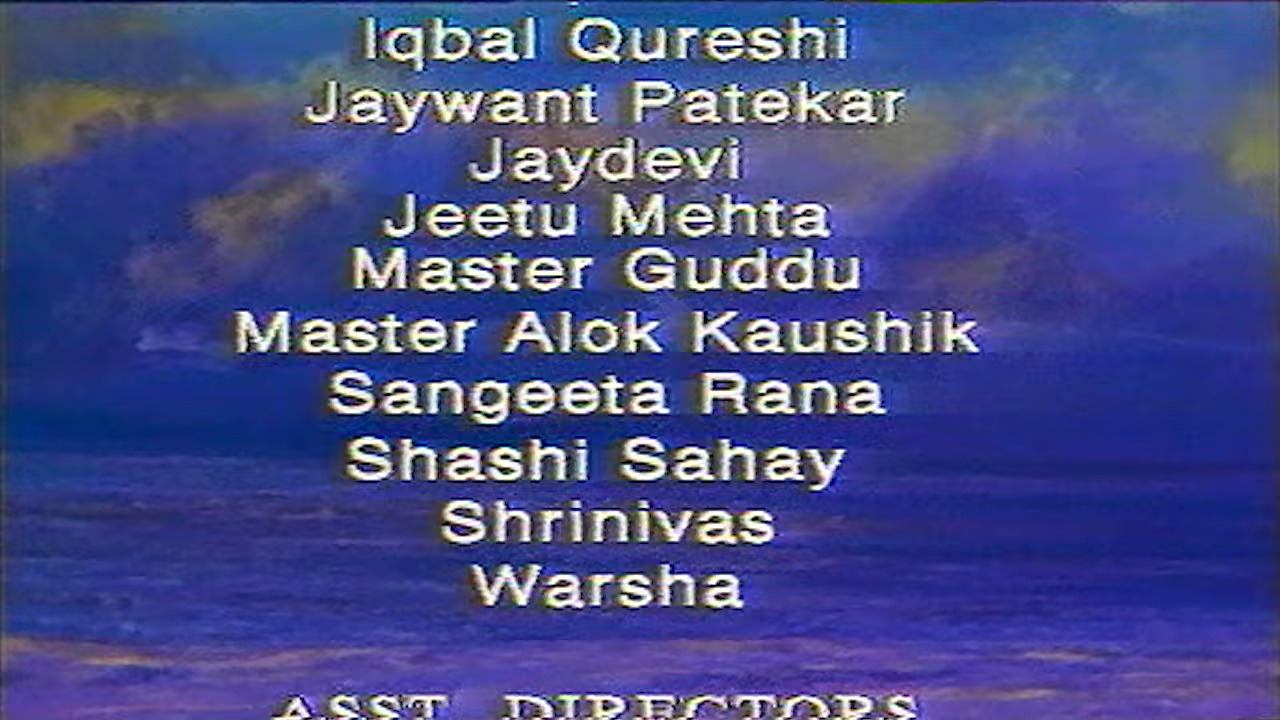 Iqbal Qureshi
Jaywant Patekar
Jaydevi
Jeetu Mehta
Master Guddu
Master Alok Kaushik
Sangeeta Rana
Shashi Sahay
Shrinivas
Warsha
ASST. DIRECTORS